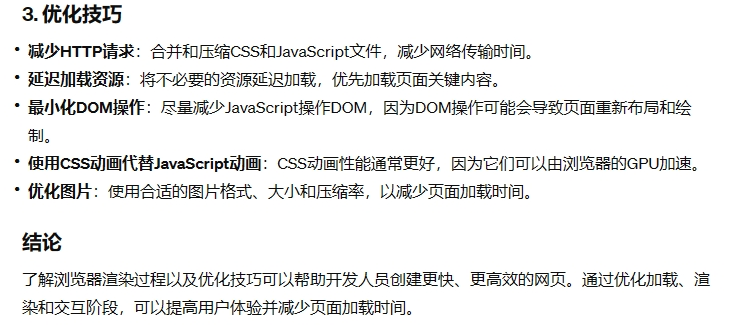 3. 优化技巧
• 减少HTTP请求：合并和压缩CSS和JavaScript文件，减少网络传输时间。
• 延迟加载资源：将不必要的资源延迟加载，优先加载页面关键内容。
• 最小化DOM操作：尽量减少JavaScript操作DOM，因为DOM操作可能会导致页面重新布局和绘
制。
• 使用CSS动画代替JavaScript动画：CSS动画性能通常更好，因为它们可以由浏览器的GPU加速。
• 优化图片：使用合适的图片格式、大小和压缩率，以减少页面加载时间。
结论
了解浏览器渲染过程以及优化技巧可以帮助开发人员创建更快、更高效的网页。通过优化加载、渲
染和交互阶段，可以提高用户体验并减少页面加载时间。